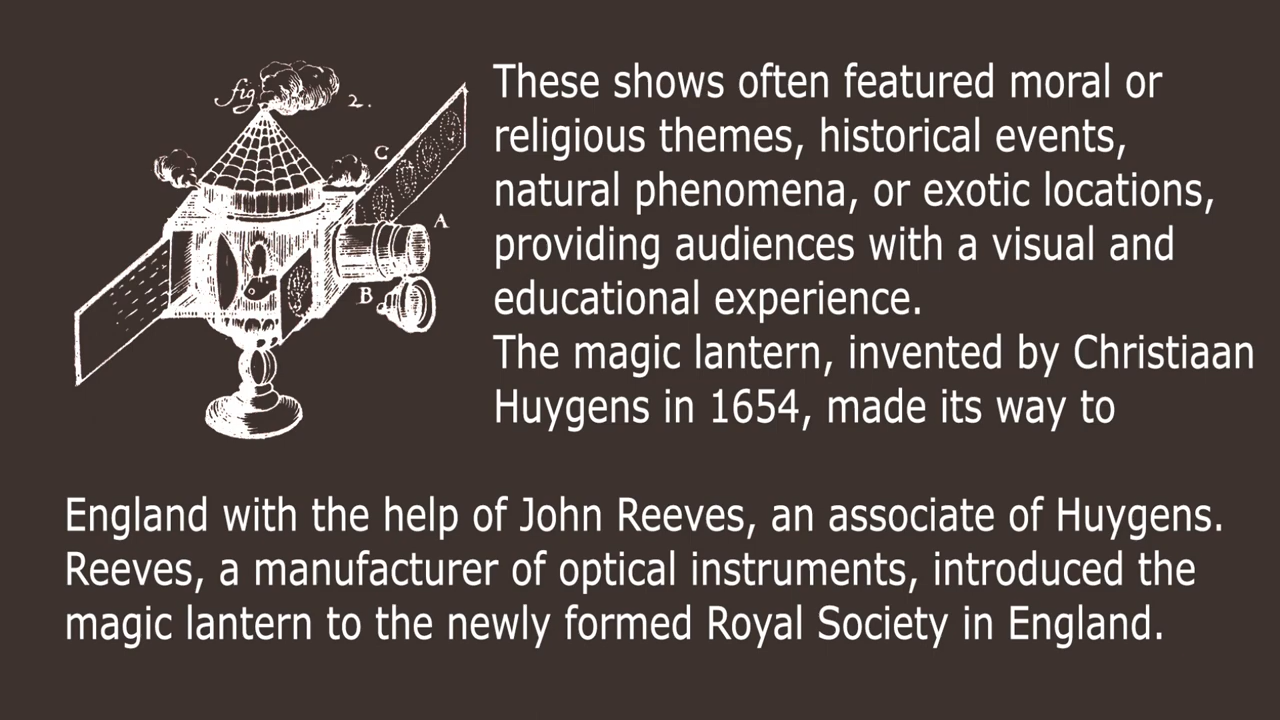 fig 2.
C
A
B
These shows often featured moral or
religious themes, historical events,
natural phenomena, or exotic locations,
providing audiences with a visual and
educational experience.
The magic lantern, invented by Christiaan
Huygens in 1654, made its way to
England with the help of John Reeves, an associate of Huygens.
Reeves, a manufacturer of optical instruments, introduced the
magic lantern to the newly formed Royal Society in England.